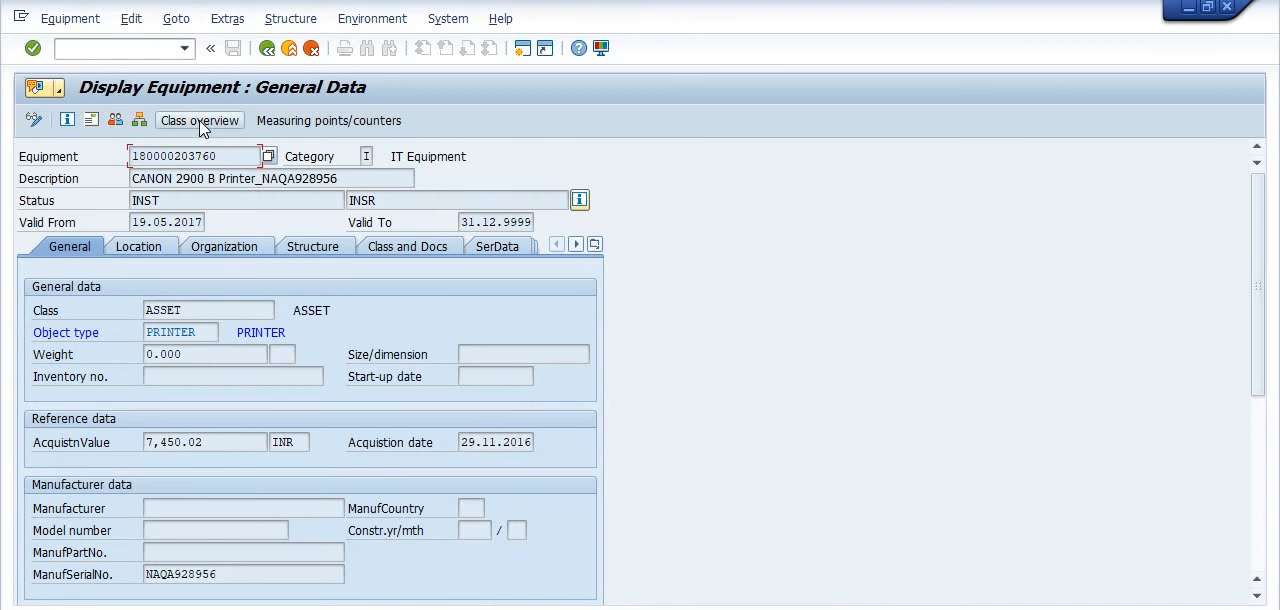 Equipment Edit Goto Extras Structure Environment System Help
Display Equipment : General Data
Class overview Measuring points/counters
Equipment 180000203760 Category I IT Equipment
Description CANON 2900 B Printer_NAQA928956
Status INST INSR
Valid From 19.05.2017 Valid To 31.12.9999
General Location Organization Structure Class and Docs SerData
General data
Class ASSET ASSET
Object type PRINTER PRINTER
Weight 0.000 Size/dimension
Inventory no. Start-up date
Reference data
AcquistnValue 7,450.02 INR Acquistion date 29.11.2016
Manufacturer data
Manufacturer ManufCountry
Model number Constr.yr/mth /
ManufPartNo.
ManufSerialNo. NAQA928956